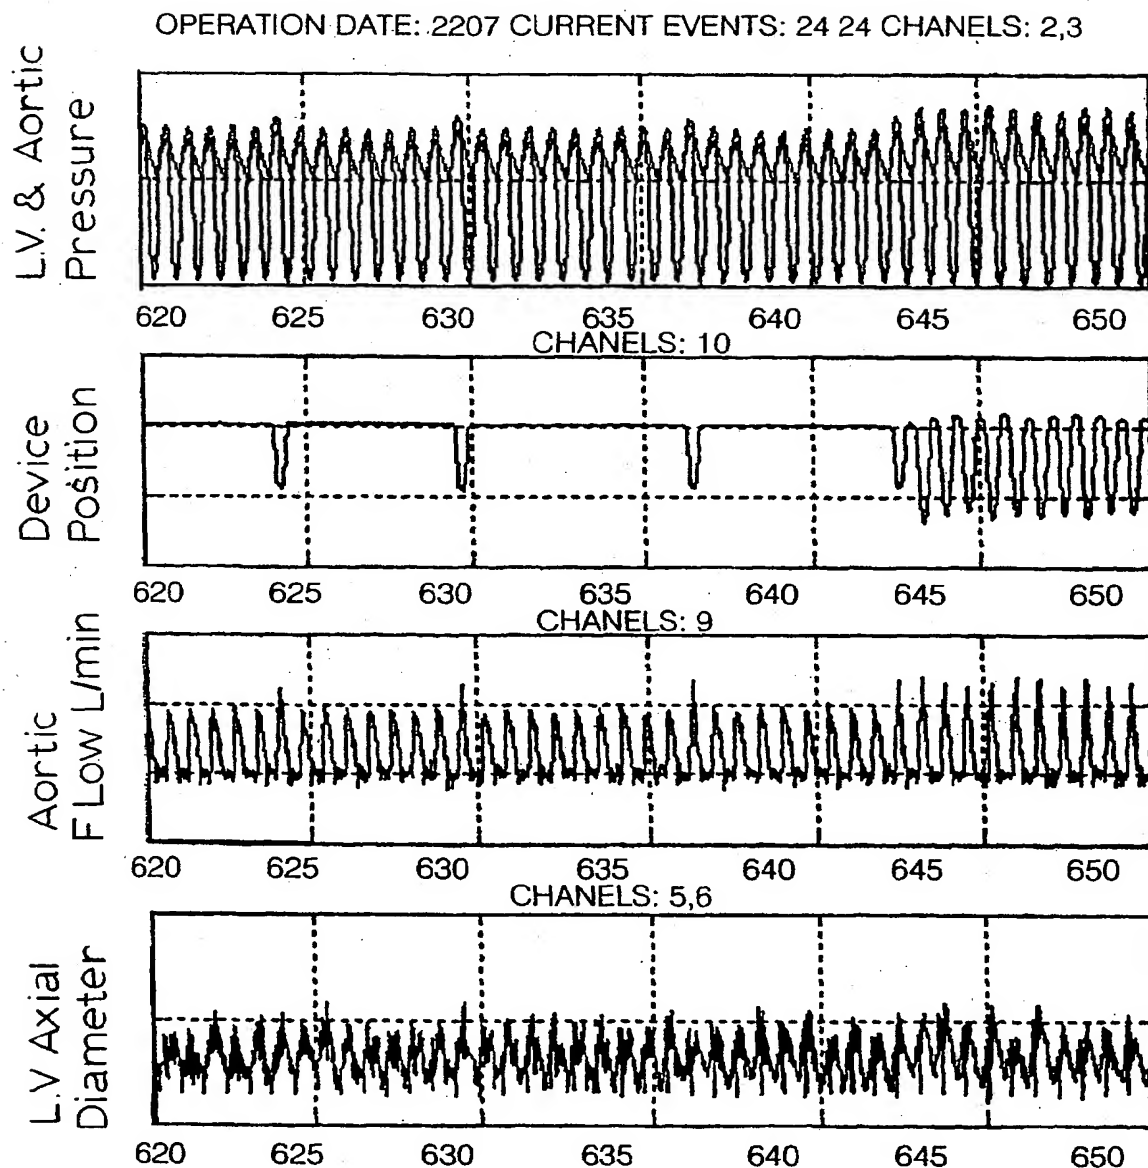 OPERATION DATE: 2207 CURRENT EVENTS: 24 24 CHANNELS: 2,3
L.V. & Aortic
Pressure
620 625 630 635 640 645 650
CHANELS: 10
Device
Position
620 625 630 635 640 645 650
CHANELS: 9
Aortic
FLow L/min
620 625 630 635 640 645 650
CHANELS: 5,6
L.V Axial
Diameter
620 625 630 635 640 645 650